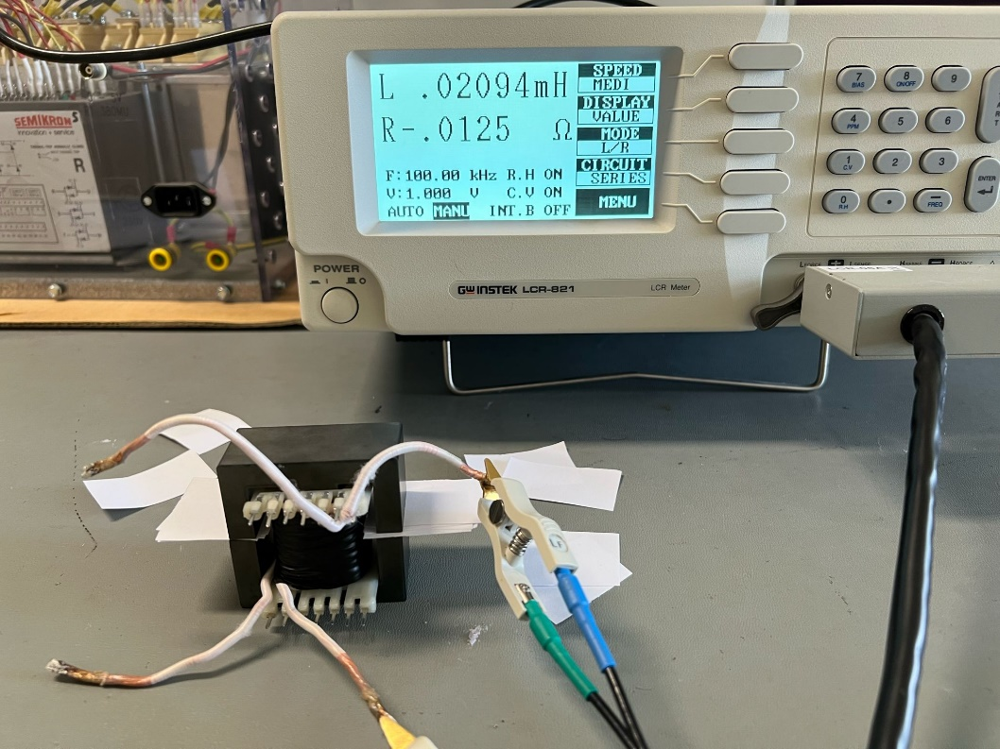 SEMIKRON
innovation + service
R
L .02094mH
R-.0125 Ω
F:100.00 kHz R.H ON
V:1.000 V C.V ON
AUTO MANU INT.B OFF
SPEED
MEDI
DISPLAY
VALUE
MODE
L/R
CIRCUIT
SERIES
MENU
7
BIAS
8
ON/OFF
9
4
PPM
5
6
1
C.V
2
3
ENTER
0
R.H
•
−
FREQ
POWER
I O
GW INSTEK LCR-821
LCR Meter
LF